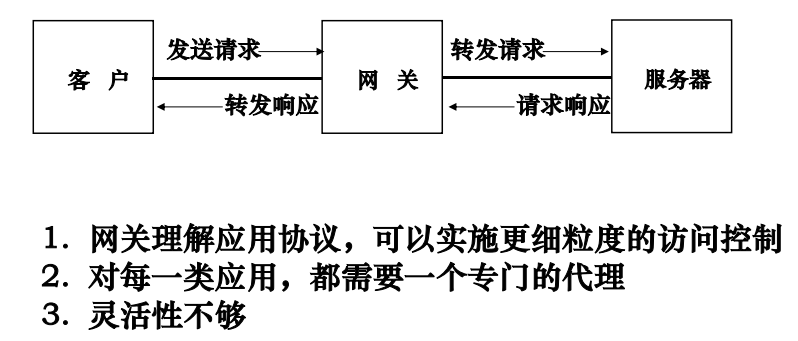 发送请求
转发请求
客 户
网 关
服务器
转发响应
请求响应
1. 网关理解应用协议，可以实施更细粒度的访问控制
2. 对每一类应用，都需要一个专门的代理
3. 灵活性不够